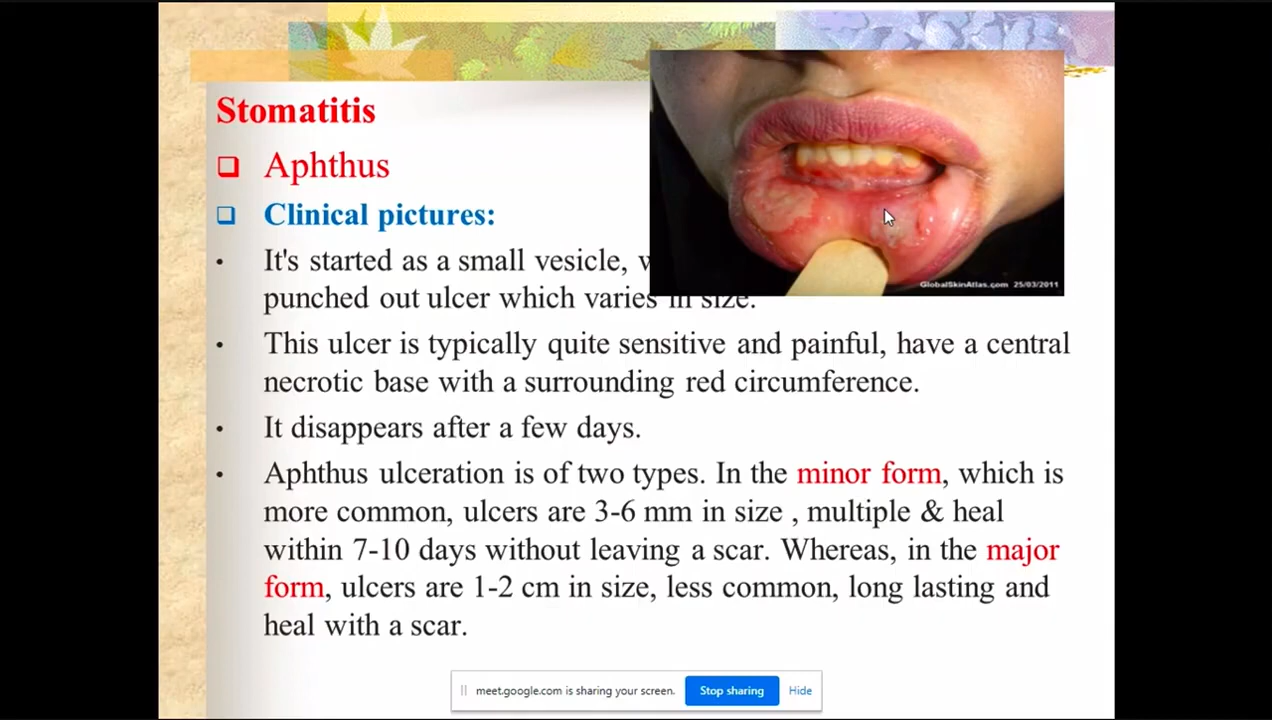 Stomatitis
Aphthus
Clinical pictures:
It's started as a small vesicle,
punched out ulcer which varies in size.
This ulcer is typically quite sensitive and painful, have a central
necrotic base with a surrounding red circumference.
It disappears after a few days.
Aphthus ulceration is of two types. In the minor form, which is
more common, ulcers are 3-6 mm in size , multiple & heal
within 7-10 days without leaving a scar. Whereas, in the major
form, ulcers are 1-2 cm in size, less common, long lasting and
heal with a scar.
GlobalSkinAtlas.com 25/03/2011
meet.google.com is sharing your screen. Stop sharing Hide